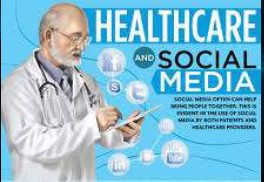 HEALTHCARE
AND SOCIAL
MEDIA
SOCIAL MEDIA OFTEN CAN HELP
BRING PEOPLE TOGETHER. THIS IS
EVIDENT IN THE USE OF SOCIAL
MEDIA BY BOTH PATIENTS AND
HEALTHCARE PROVIDERS.
f
S
t
in